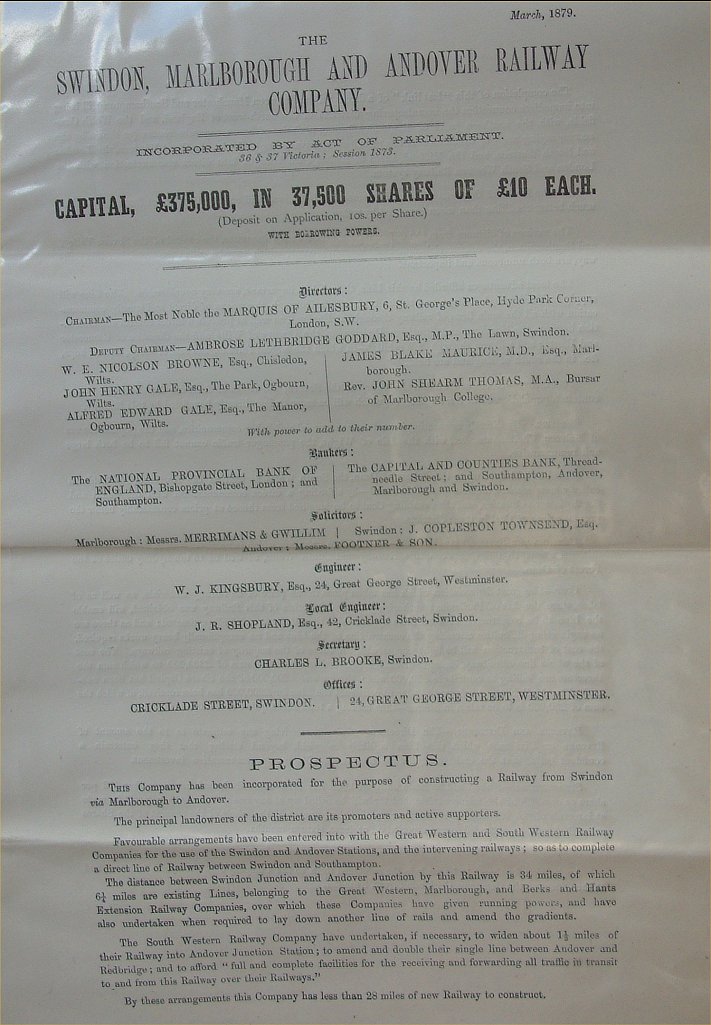 March, 1879.
THE
SWINDON, MARLBOROUGH AND ANDOVER RAILWAY
COMPANY.
INCORPORATED BY ACT OF PARLIAMENT.
36 & 37 Victoria; Session 1873.
CAPITAL, £375,000, IN 37,500 SHARES OF £10 EACH.
(Deposit on Application, 10s. per Share.)
WITH BORROWING POWERS.
Directors:
CHAIRMAN—The Most Noble the MARQUIS OF AILESBURY, 6, St. George's Place, Hyde Park Corner,
London, S.W.
DEPUTY CHAIRMAN—AMBROSE LETHBRIDGE GODDARD, Esq., M.P., The Lawn, Swindon.
W. E. NICOLSON BROWNE, Esq., Chisledon,
Wilts.
JOHN HENRY GALE, Esq., The Park, Ogbourn,
Wilts.
ALFRED EDWARD GALE, Esq., The Manor,
Ogbourn, Wilts.
JAMES BLAKE MAURICE, M.D., Esq., Marl-
borough.
Rev. JOHN SHEARM THOMAS, M.A., Bursar
of Marlborough College.
With power to add to their number.
Bankers:
The NATIONAL PROVINCIAL BANK OF
ENGLAND, Bishopgate Street, London; and
Southampton.
The CAPITAL AND COUNTIES BANK, Thread-
needle Street; and Southampton, Andover,
Marlborough and Swindon.
Solicitors:
Marlborough: Messrs. MERRIMANS & GWILLIM | Swindon: J. COPLESTON TOWNSEND, Esq.
Andover: Messrs. FOOTNER & SON.
Engineer:
W. J. KINGSBURY, Esq., 24, Great George Street, Westminster.
Local Engineer:
J. R. SHOPLAND, Esq., 42, Cricklade Street, Swindon.
Secretary:
CHARLES L. BROOKE, Swindon.
Offices:
CRICKLADE STREET, SWINDON. | 24, GREAT GEORGE STREET, WESTMINSTER.
PROSPECTUS.
THIS Company has been incorporated for the purpose of constructing a Railway from Swindon
via Marlborough to Andover.
The principal landowners of the district are its promoters and active supporters.
Favourable arrangements have been entered into with the Great Western and South Western Railway
Companies for the use of the Swindon and Andover Stations, and the intervening railways; so as to complete
a direct line of Railway between Swindon and Southampton.
The distance between Swindon Junction and Andover Junction by this Railway is 34 miles, of which
6¼ miles are existing Lines, belonging to the Great Western, Marlborough, and Berks and Hants
Extension Railway Companies, over which these Companies have given running powers, and have
also undertaken when required to lay down another line of rails and amend the gradients.
The South Western Railway Company have undertaken, if necessary, to widen about 1½ miles of
their Railway into Andover Junction Station; to amend and double their single line between Andover and
Redbridge; and to afford "full and complete facilities for the receiving and forwarding all traffic in transit
to and from this Railway over their Railways."
By these arrangements this Company has less than 28 miles of new Railway to construct.